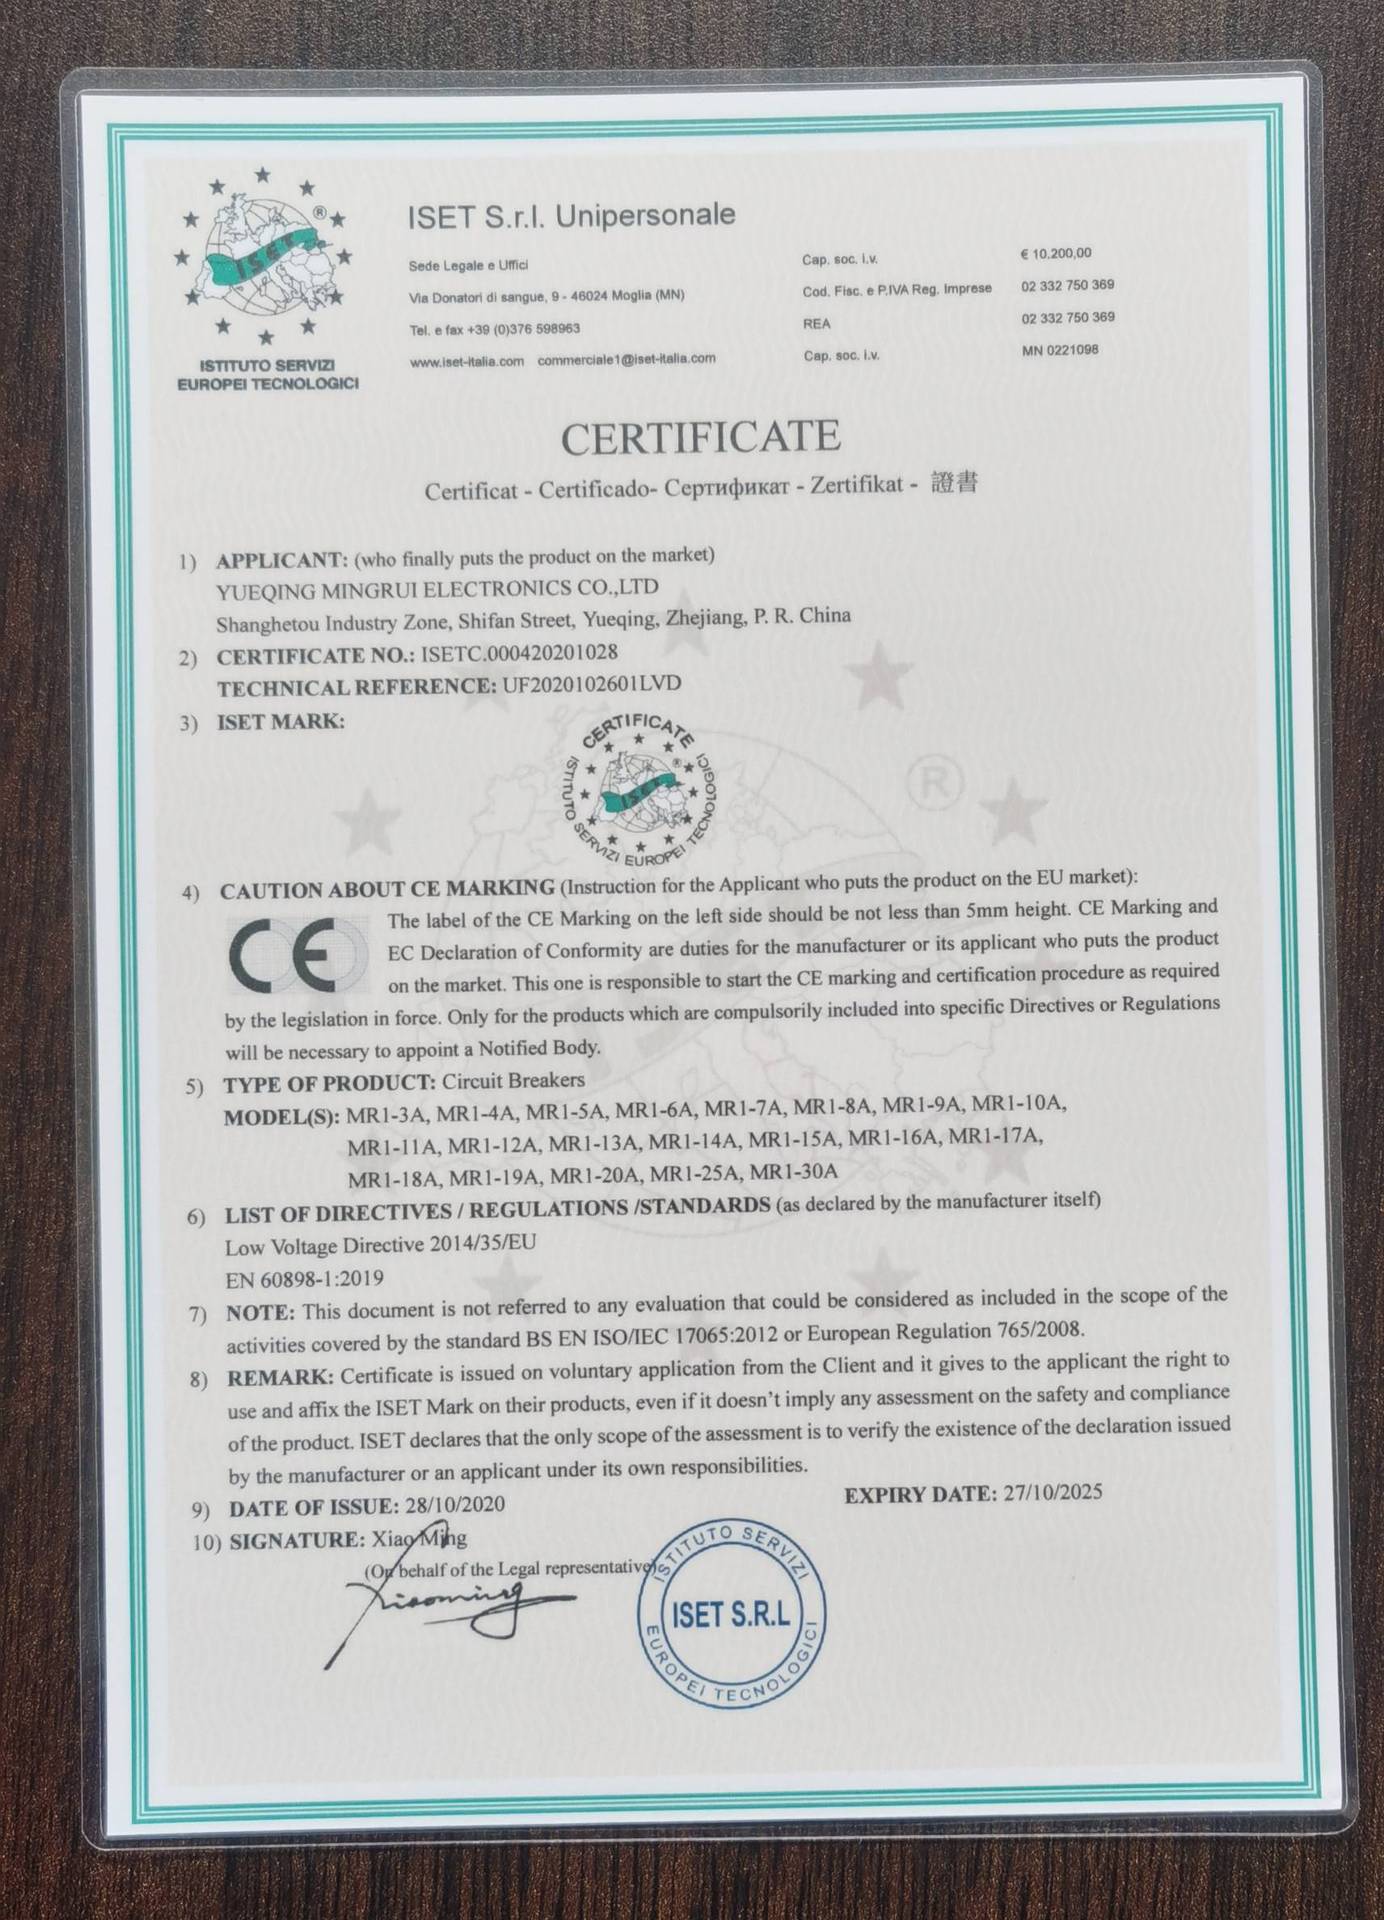 ISET
®
ISTITUTO SERVIZI
EUROPEI TECNOLOGICI
ISET S.r.l. Unipersonale
Sede Legale e Uffici
Via Donatori di sangue, 9 - 46024 Moglia (MN)
Tel. e fax +39 (0)376 598963
www.iset-italia.com commerciale1@iset-italia.com
Cap. soc. i.v. € 10.200,00
Cod. Fisc. e P.IVA Reg. Imprese 02 332 750 369
REA 02 332 750 369
Cap. soc. i.v. MN 0221098
CERTIFICATE
Certificat - Certificado- Сертификат - Zertifikat - 證書
1) APPLICANT: (who finally puts the product on the market)
YUEQING MINGRUI ELECTRONICS CO.,LTD
Shanghetou Industry Zone, Shifan Street, Yueqing, Zhejiang, P. R. China
2) CERTIFICATE NO.: ISETC.000420201028
TECHNICAL REFERENCE: UF2020102601LVD
3) ISET MARK:
CERTIFICATE
ISTITUTO SERVIZI EUROPEI TECNOLOGICI
ISET
®
®
4) CAUTION ABOUT CE MARKING (Instruction for the Applicant who puts the product on the EU market):
CE
The label of the CE Marking on the left side should be not less than 5mm height. CE Marking and
EC Declaration of Conformity are duties for the manufacturer or its applicant who puts the product
on the market. This one is responsible to start the CE marking and certification procedure as required
by the legislation in force. Only for the products which are compulsorily included into specific Directives or Regulations
will be necessary to appoint a Notified Body.
5) TYPE OF PRODUCT: Circuit Breakers
MODEL(S): MR1-3A, MR1-4A, MR1-5A, MR1-6A, MR1-7A, MR1-8A, MR1-9A, MR1-10A,
MR1-11A, MR1-12A, MR1-13A, MR1-14A, MR1-15A, MR1-16A, MR1-17A,
MR1-18A, MR1-19A, MR1-20A, MR1-25A, MR1-30A
6) LIST OF DIRECTIVES / REGULATIONS /STANDARDS (as declared by the manufacturer itself)
Low Voltage Directive 2014/35/EU
EN 60898-1:2019
7) NOTE: This document is not referred to any evaluation that could be considered as included in the scope of the
activities covered by the standard BS EN ISO/IEC 17065:2012 or European Regulation 765/2008.
8) REMARK: Certificate is issued on voluntary application from the Client and it gives to the applicant the right to
use and affix the ISET Mark on their products, even if it doesn't imply any assessment on the safety and compliance
of the product. ISET declares that the only scope of the assessment is to verify the existence of the declaration issued
by the manufacturer or an applicant under its own responsibilities.
9) DATE OF ISSUE: 28/10/2020 EXPIRY DATE: 27/10/2025
10) SIGNATURE: Xiao Ming
(On behalf of the Legal representative)
Xiaoming
ISTITUTO SERVIZI
ISET S.R.L
EUROPEI TECNOLOGICI